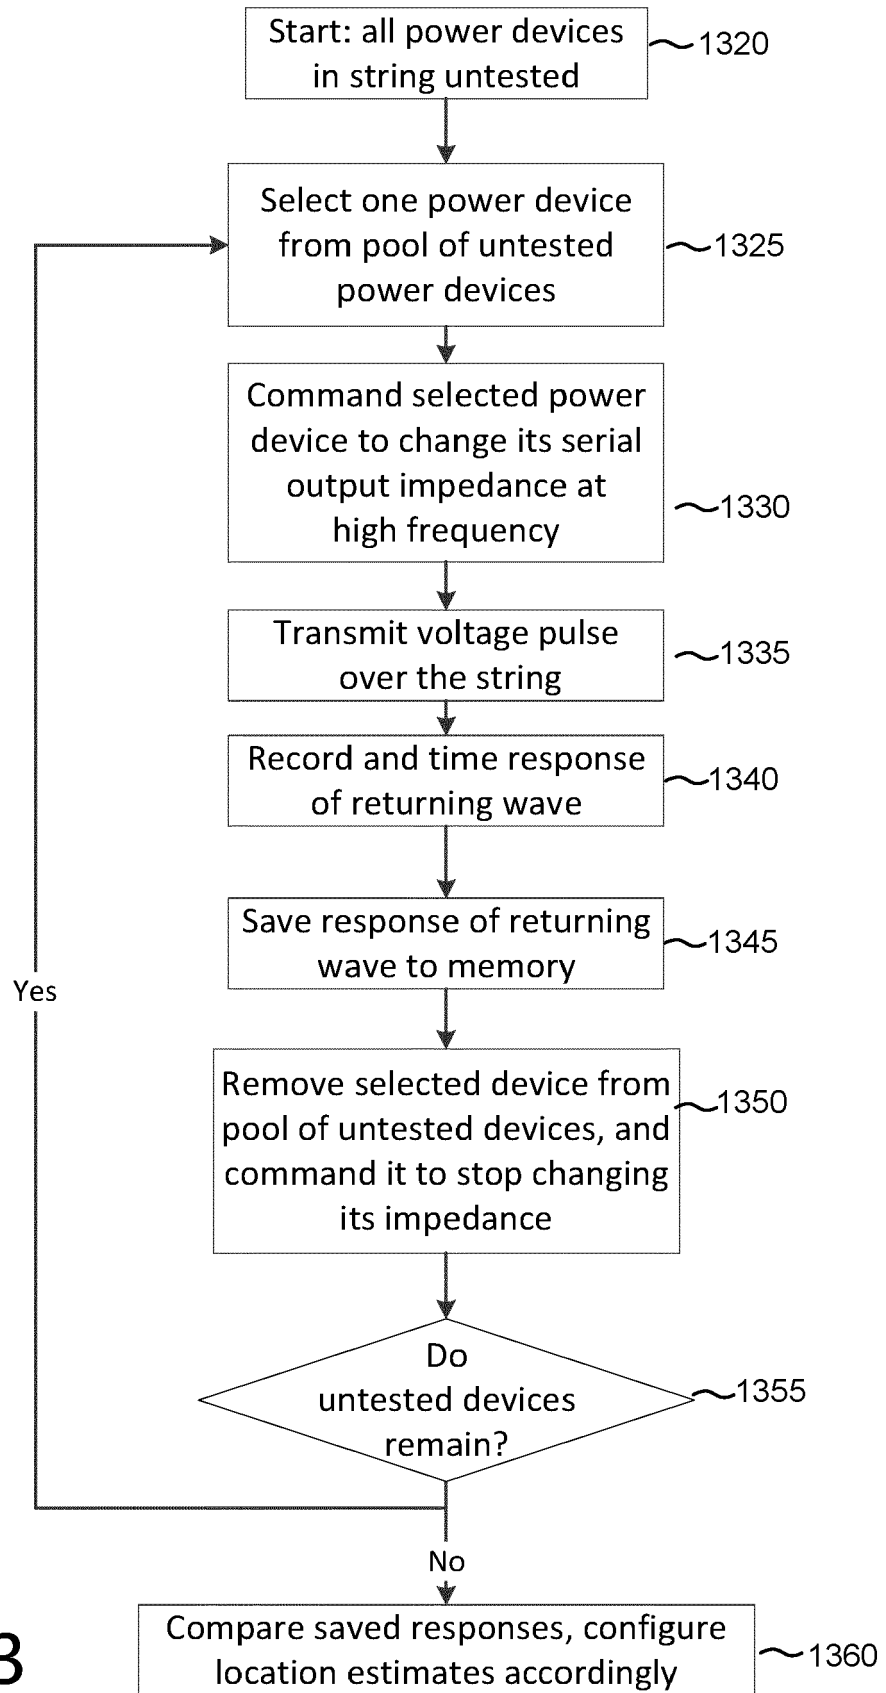 Start: all power devices
in string untested
1320
Select one power device
from pool of untested
power devices
1325
Command selected power
device to change its serial
output impedance at
high frequency
1330
Transmit voltage pulse
over the string
1335
Record and time response
of returning wave
1340
Save response of returning
wave to memory
1345
Yes
Remove selected device from
pool of untested devices, and
command it to stop changing
its impedance
1350
Do
untested devices
remain?
1355
No
Compare saved responses, configure
location estimates accordingly
1360